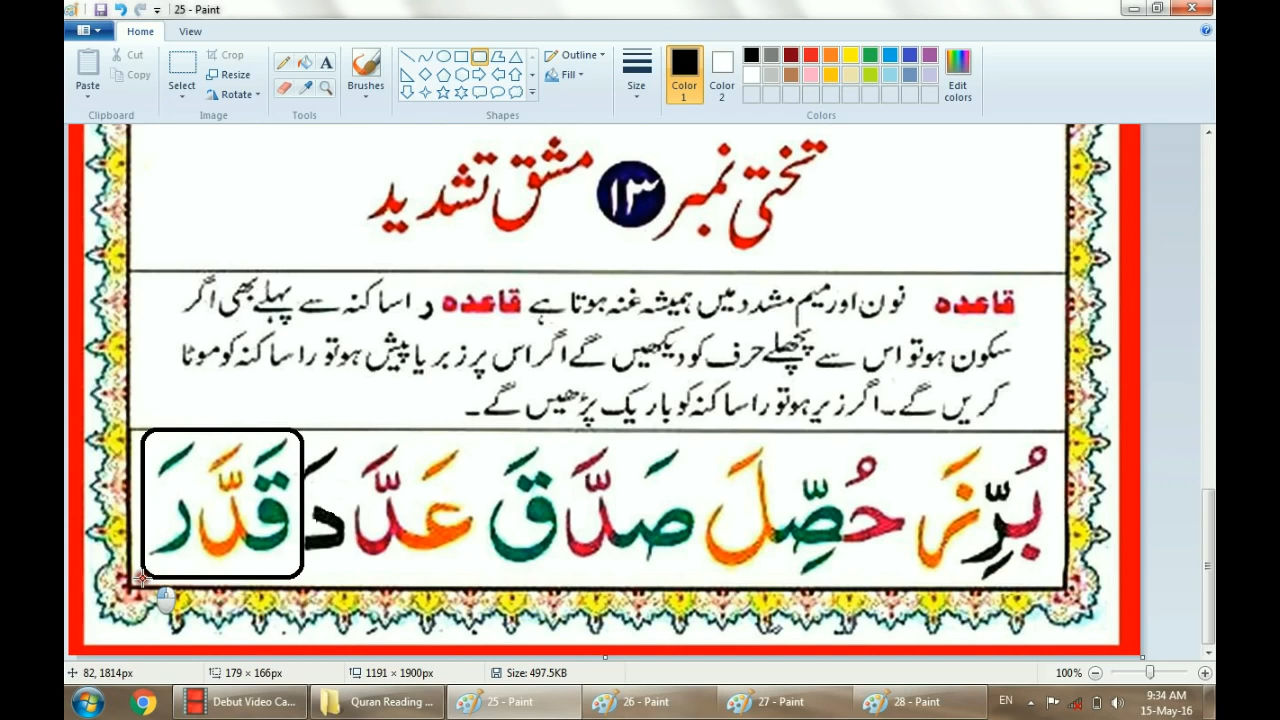 25 - Paint
Home View
Paste Cut Copy Select Crop Resize Rotate Brushes Outline Fill Size Color 1 Color 2 Edit colors
Clipboard Image Tools Shapes Colors
تختی نمبر ۱۳ مشق تشدید
قاعدہ نون اور میم مشدد میں ہمیشہ غنہ ہوتا ہے قاعدہ ر اساکنہ سے پہلے بھی اگر
سکون ہو تو اس سے پچھلے حرف کو دیکھیں گے اگر اس پر زبر یا پیش ہو تو راساکنہ کو موٹا
کریں گے۔ اگر زیر ہو تو راساکنہ کو باریک پڑھیں گے۔
بُرِّزَ حُصِّلَ صَدَّقَ عَدَّدَ قَدَّرَ
82, 1814px 179 × 166px 1191 × 1900px Size: 497.5KB 100%
Debut Video Ca... Quran Reading ... 25 - Paint 26 - Paint 27 - Paint 28 - Paint EN 9:34 AM
15-May-16